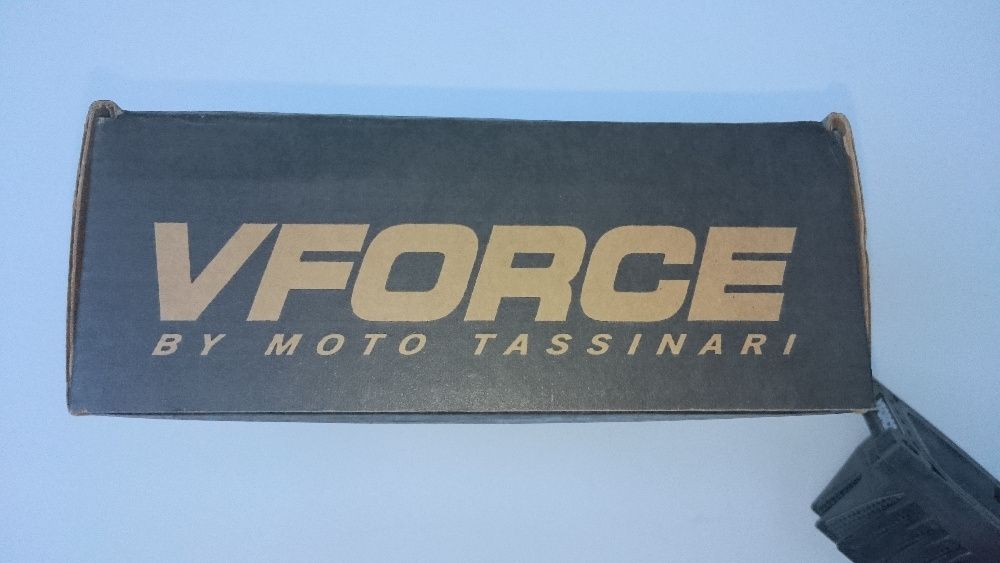 VFORCE
BY MOTO TASSINARI